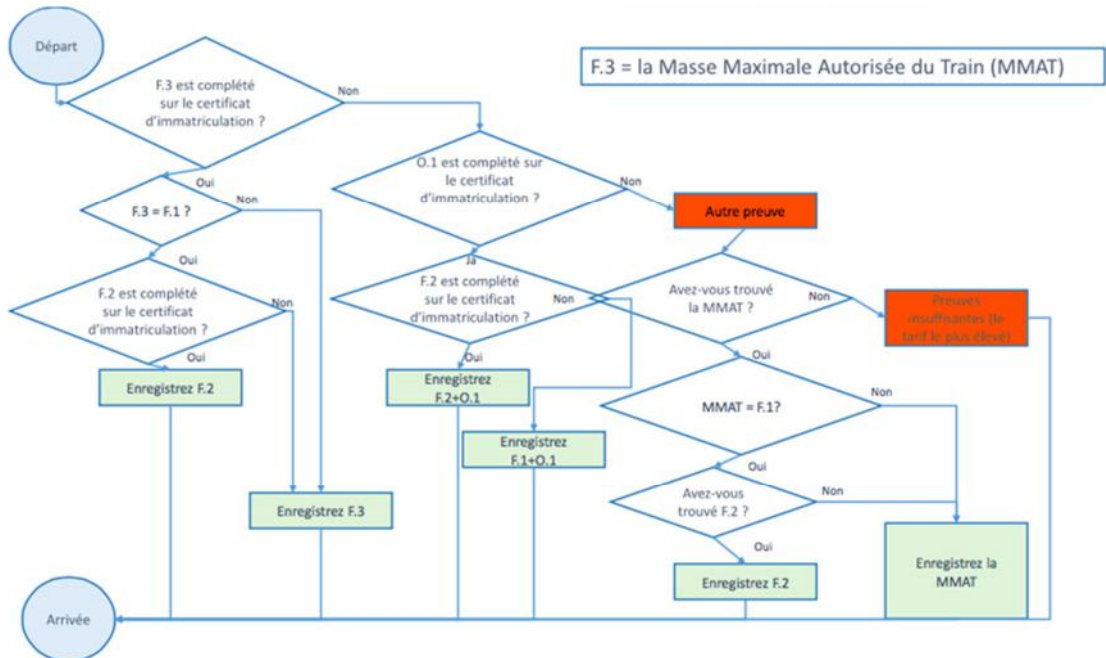 Départ
F.3 = la Masse Maximale Autorisée du Train (MMAT)
F.3 est complété
sur le certificat
d'immatriculation ?
Non
Oui
O.1 est complété sur
le certificat
d'immatriculation ?
Non
Autre preuve
Non
F.3 = F.1 ?
Oui
Ja
F.2 est complété
sur le certificat
d'immatriculation ?
Non
Oui
F.2 est complété
sur le certificat
d'immatriculation ?
Non
Oui
Avez-vous trouvé
la MMAT ?
Non
Oui
Preuves
insuffisantes (le
tarif le plus élevé)
Enregistrez F.2
Enregistrez
F.2+O.1
Enregistrez
F.1+O.1
MMAT = F.1?
Non
Oui
Enregistrez F.3
Avez-vous
trouvé F.2 ?
Non
Oui
Enregistrez F.2
Enregistrez la
MMAT
Arrivée